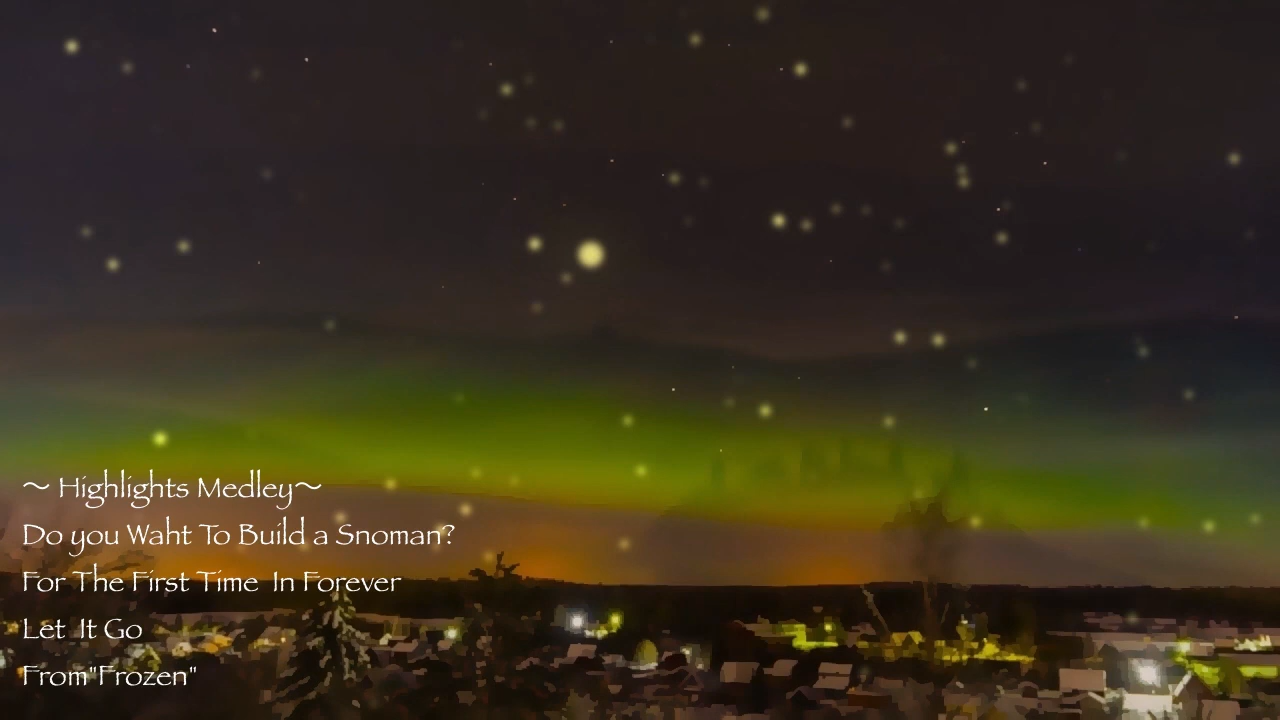 ～ Highlights Medley～
Do you Waht To Build a Snoman?
For The First Time In Forever
Let It Go
From"Frozen"